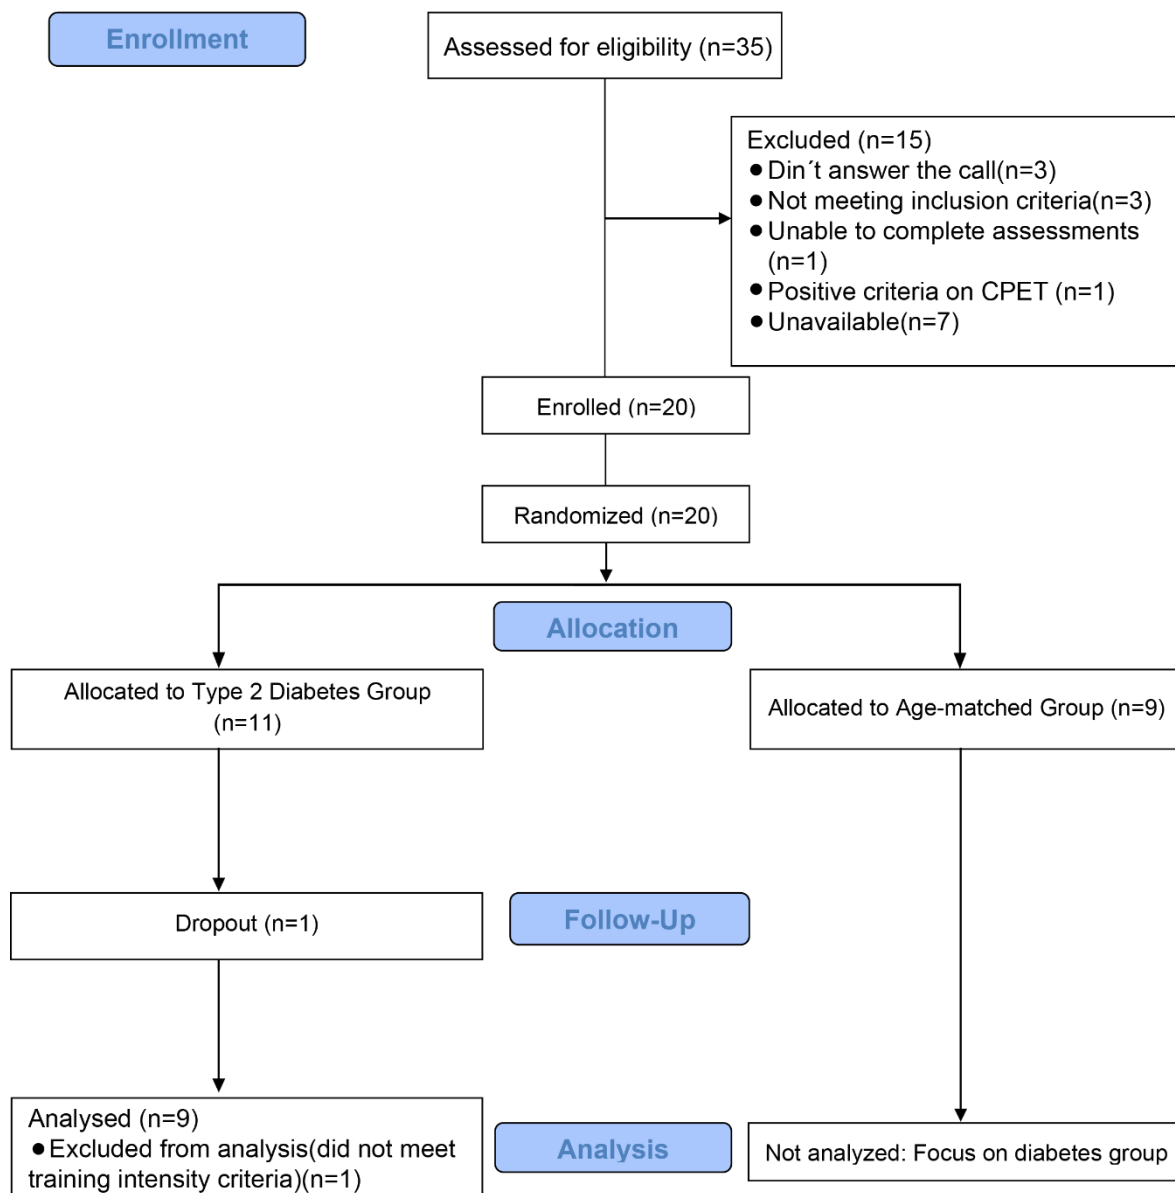 Enrollment
Assessed for eligibility (n=35)
Excluded (n=15)
●Din´t answer the call(n=3)
●Not meeting inclusion criteria(n=3)
●Unable to complete assessments
(n=1)
●Positive criteria on CPET (n=1)
●Unavailable(n=7)
Enrolled (n=20)
Randomized (n=20)
Allocation
Allocated to Type 2 Diabetes Group
(n=11)
Allocated to Age-matched Group (n=9)
Dropout (n=1)
Follow-Up
Analysed (n=9)
●Excluded from analysis(did not meet
training intensity criteria)(n=1)
Analysis
Not analyzed: Focus on diabetes group